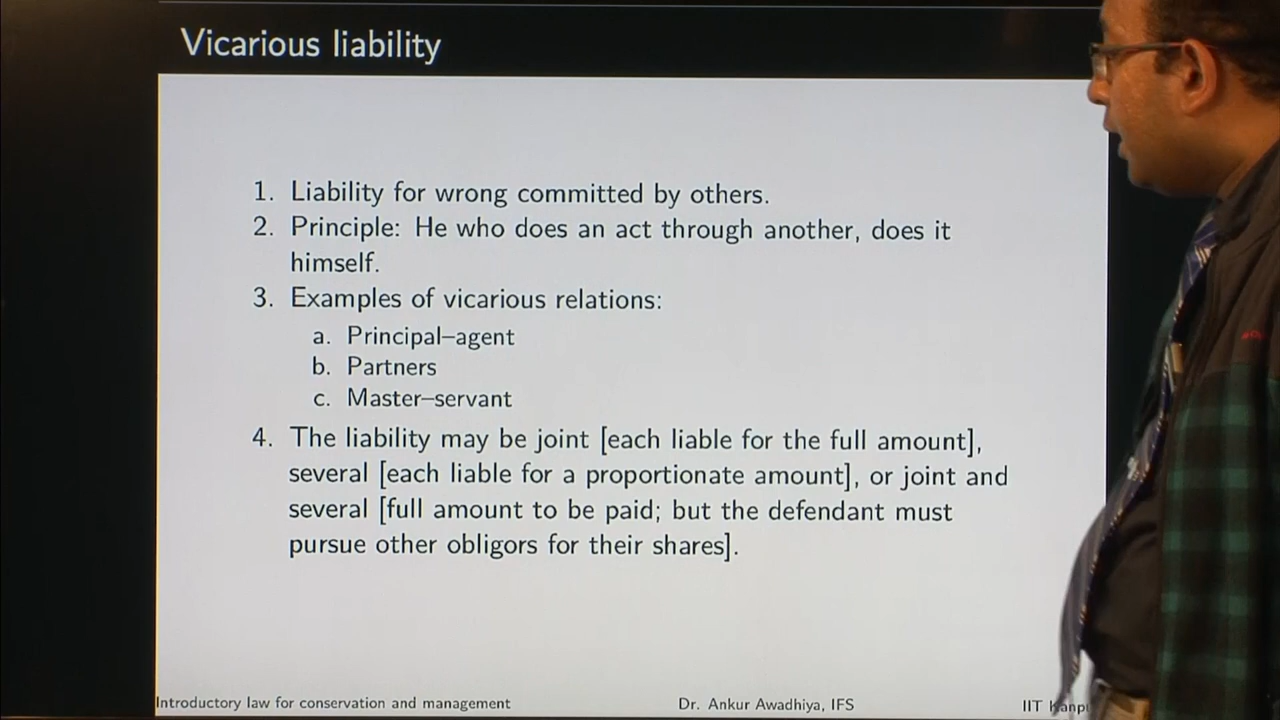 Vicarious liability
1. Liability for wrong committed by others.
2. Principle: He who does an act through another, does it
himself.
3. Examples of vicarious relations:
a. Principal–agent
b. Partners
c. Master–servant
4. The liability may be joint [each liable for the full amount],
several [each liable for a proportionate amount], or joint and
several [full amount to be paid; but the defendant must
pursue other obligors for their shares].
Introductory law for conservation and management
Dr. Ankur Awadhiya, IFS
IIT